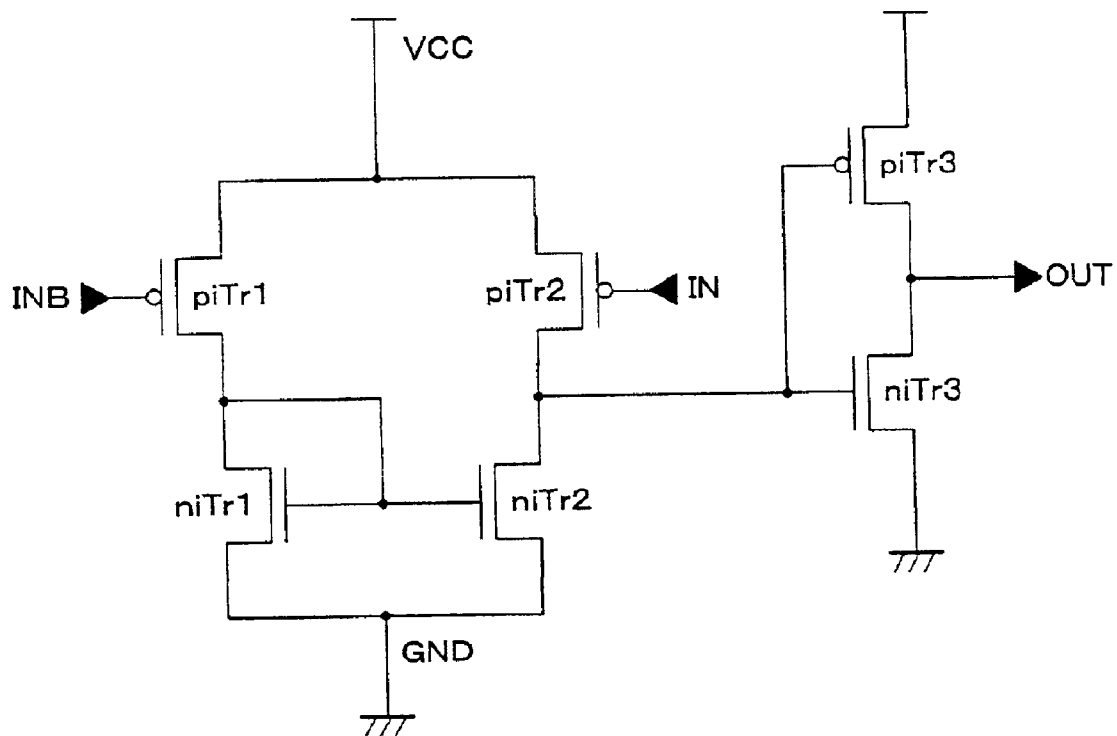 VCC
piTr3
INB
piTr1
piTr2
IN
OUT
niTr3
niTr1
niTr2
GND